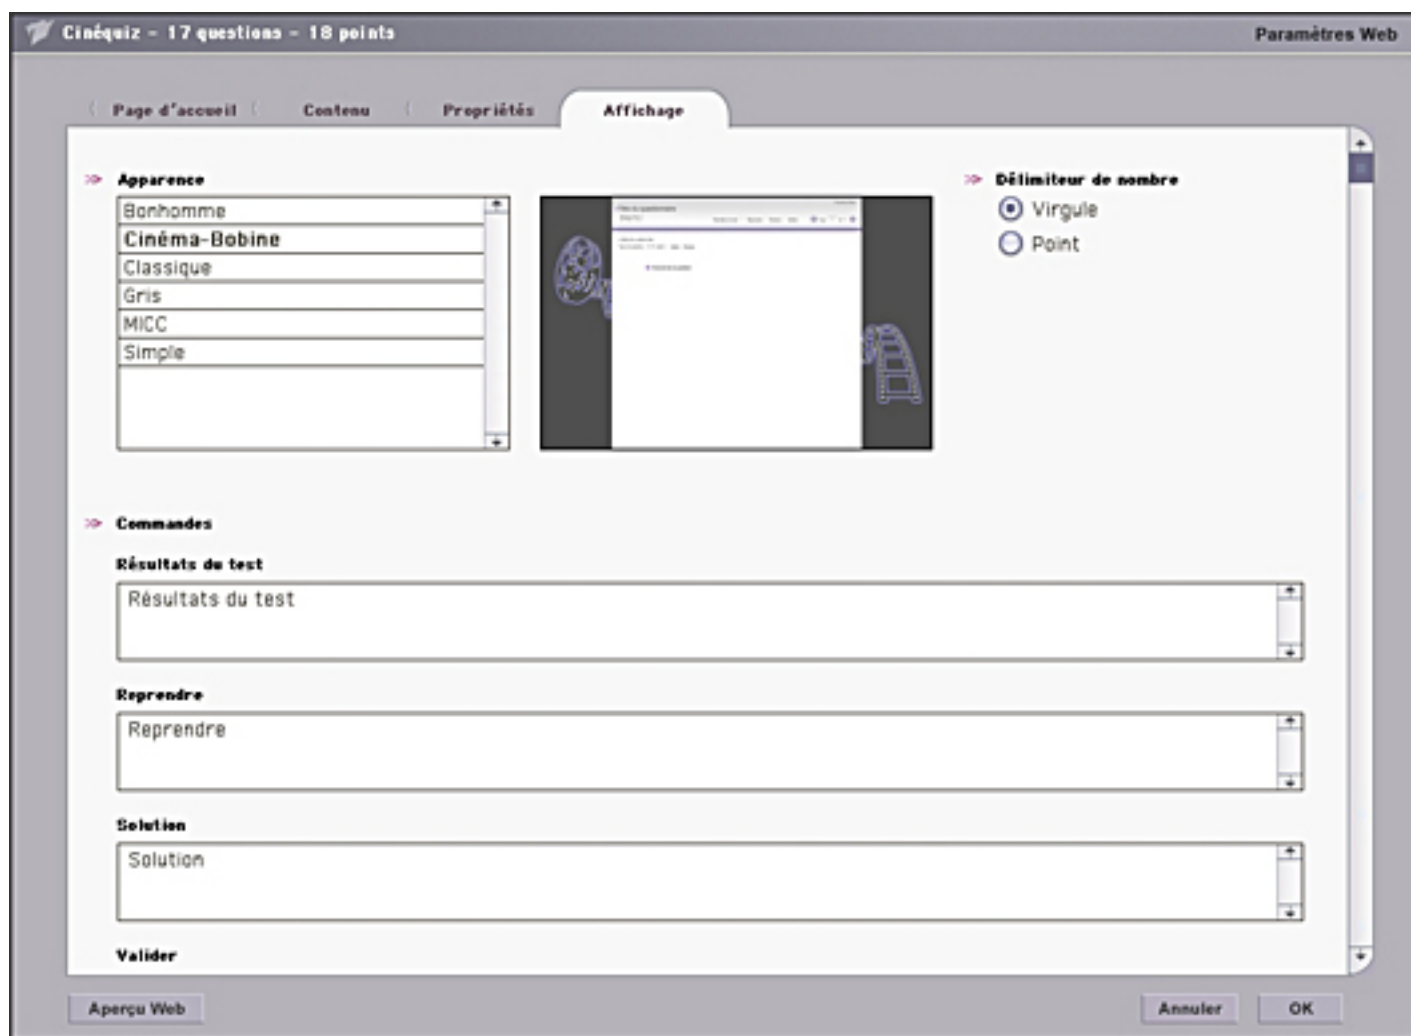 Cinéquiz - 17 questions - 18 points
Paramètres Web
Page d'accueil
Contenu
Propriétés
Affichage
Apparence
Bonhomme
Cinéma-Bobine
Classique
Gris
MICC
Simple
Délimiteur de nombre
Virgule
Point
Commandes
Résultats du test
Résultats du test
Reprendre
Reprendre
Solution
Solution
Valider
Aperçu Web
Annuler
OK